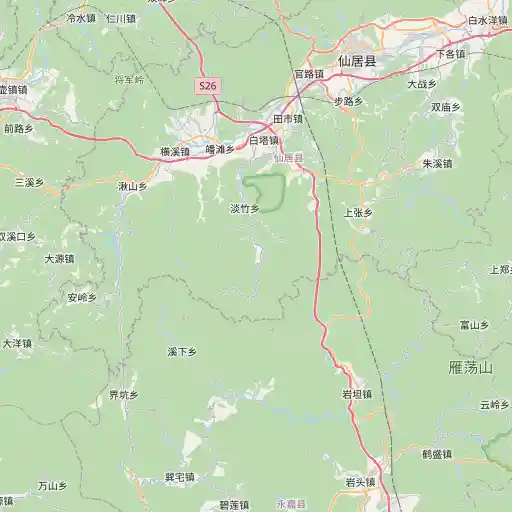 冷水镇
仁川镇
白水洋镇
下各镇
仙居县
官路镇
将军岭
S26
壶镇镇
大战乡
步路乡
双庙乡
田市镇
前路乡
白塔镇
横溪镇
皤滩乡
仙居县
朱溪镇
三溪乡
湫山乡
淡竹乡
上张乡
双溪口乡
大源镇
上郑乡
安岭乡
富山乡
大洋镇
溪下乡
雁荡山
界坑乡
岩坦镇
云岭乡
鹤盛镇
巽宅镇
岩头镇
万山乡
碧莲镇
永嘉县